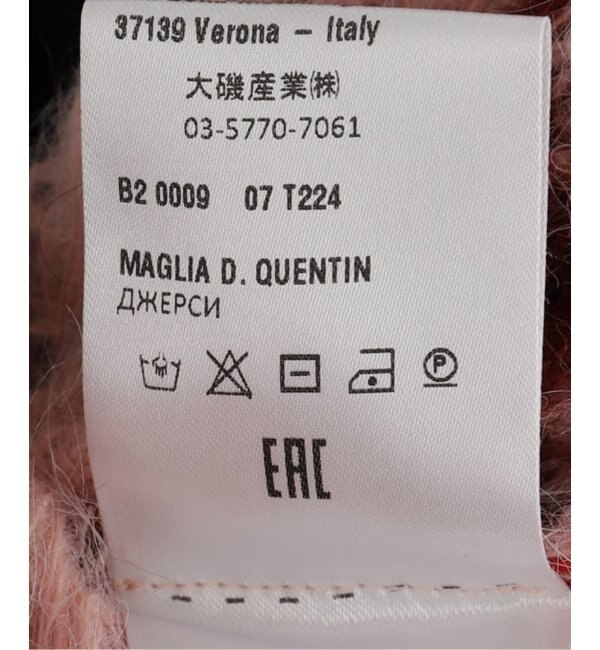 37139 Verona – Italy
大磯産業㈱
03-5770-7061
B2 0009 07 T224
MAGLIA D. QUENTIN
ДЖЕРСИ
P
EAC